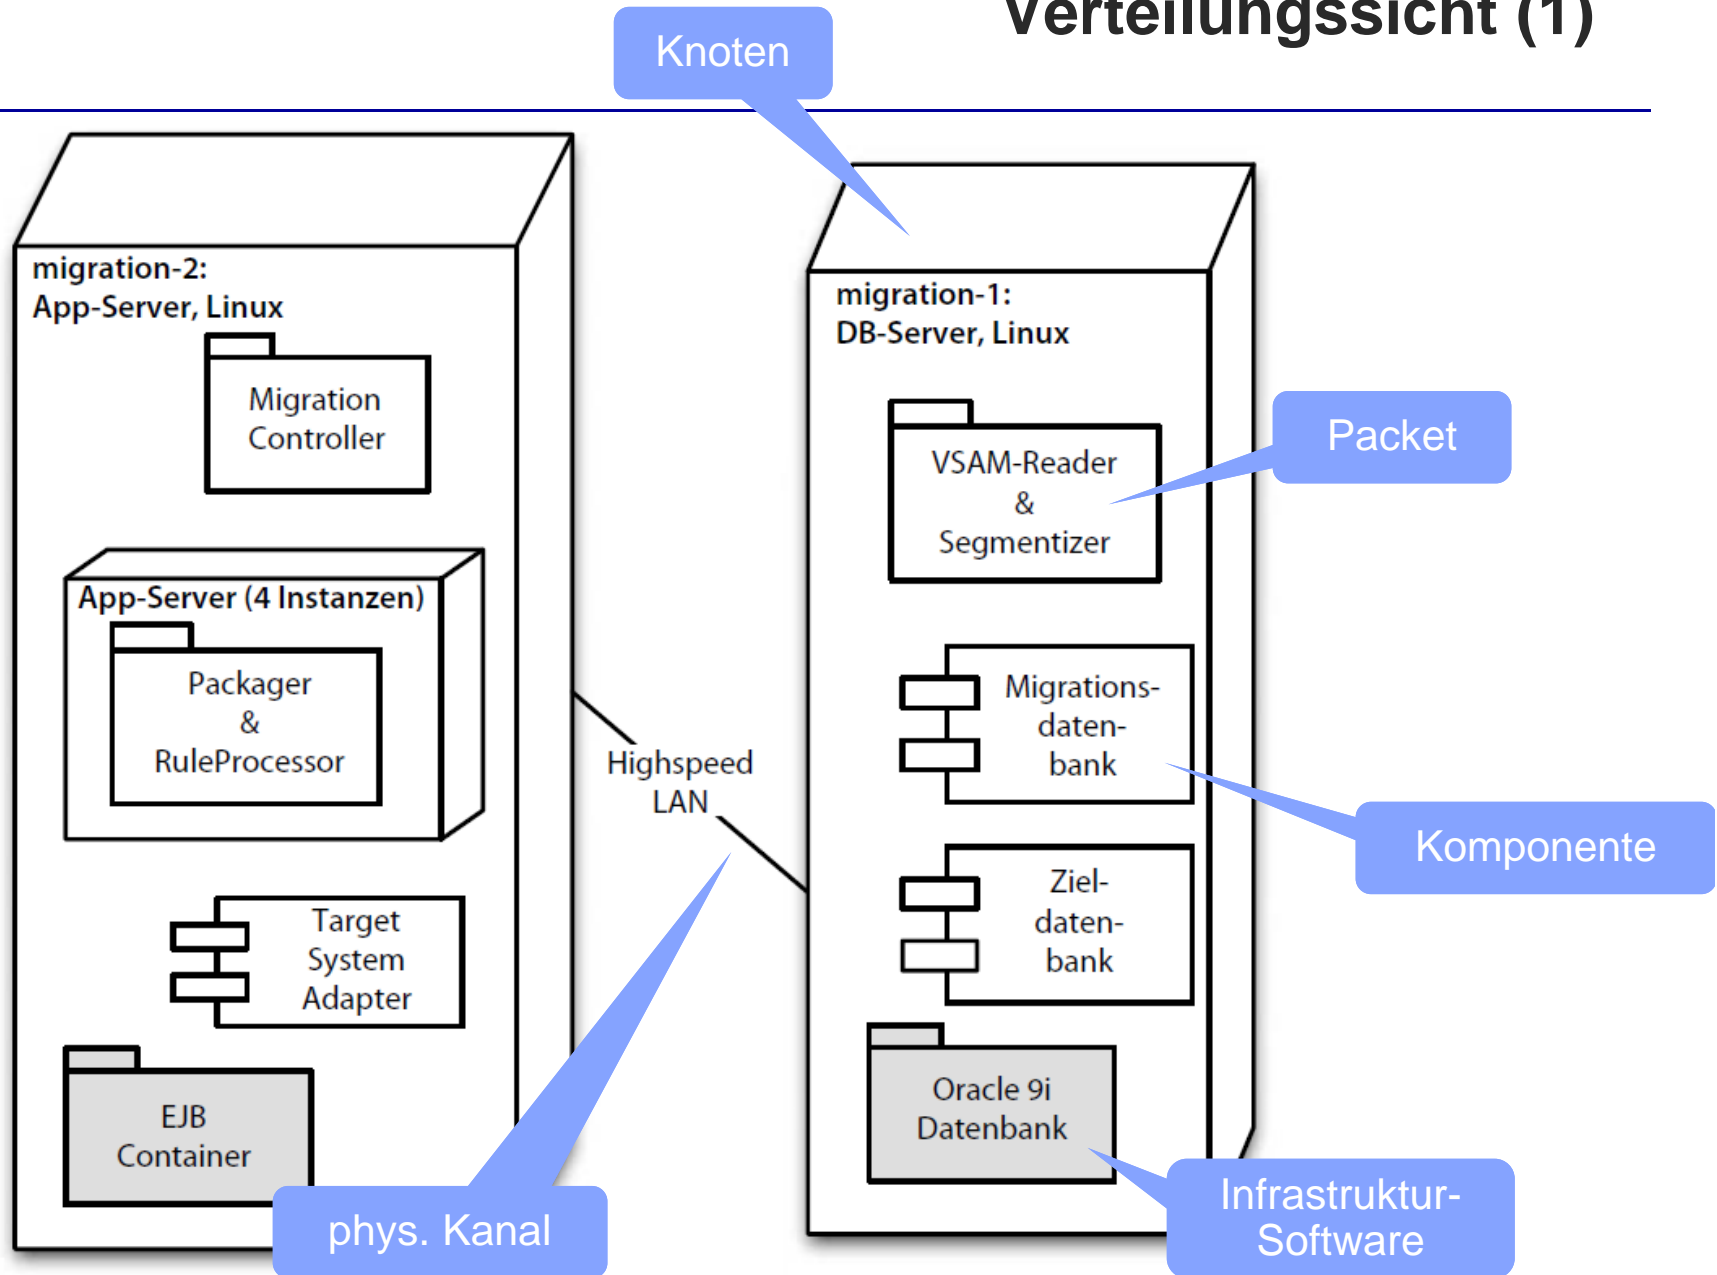 Verteilungssicht (1)
Knoten
migration-2:
App-Server, Linux
Migration
Controller
App-Server (4 Instanzen)
Packager
&
RuleProcessor
Target
System
Adapter
EJB
Container
phys. Kanal
Highspeed
LAN
migration-1:
DB-Server, Linux
VSAM-Reader
&
Segmentizer
Packet
Migrations-
daten-
bank
Komponente
Ziel-
daten-
bank
Oracle 9i
Datenbank
Infrastruktur-
Software